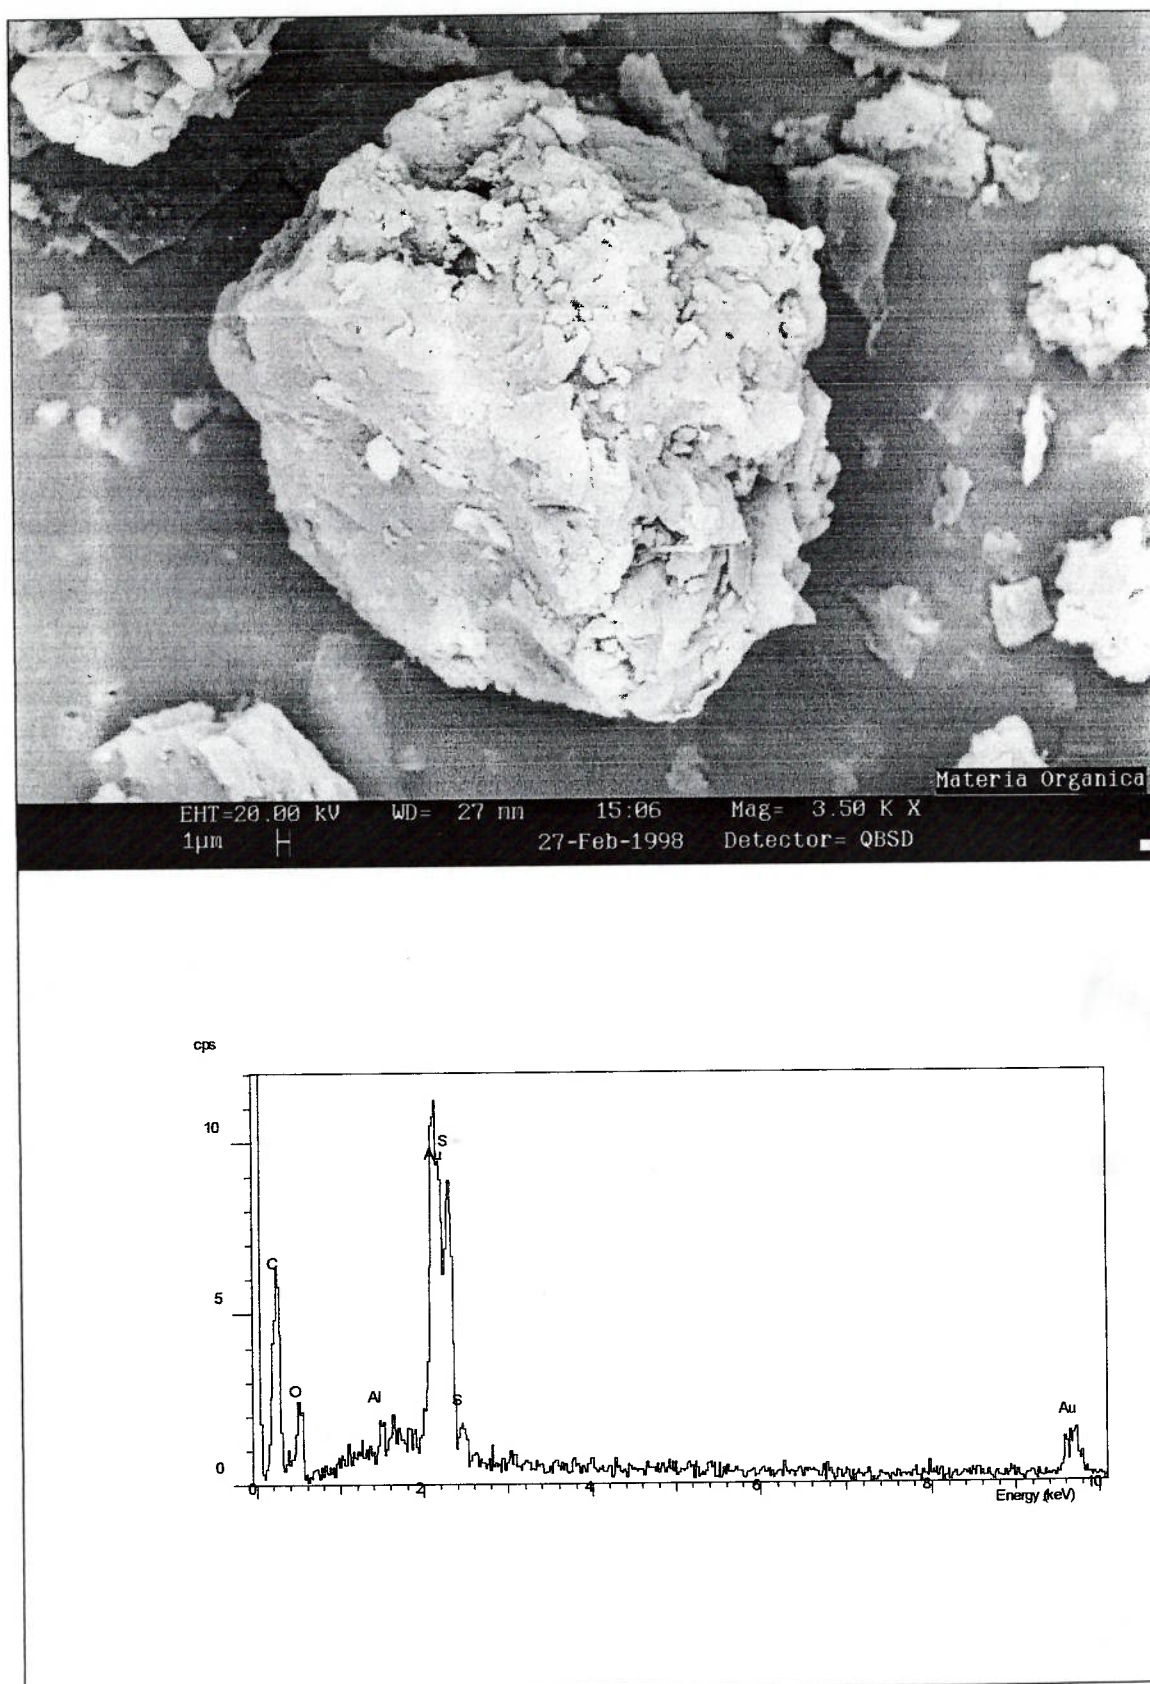 Materia Organica
EHT=20.00 kV WD= 27 mm 15:06 Mag= 3.50 K X
1µm 27-Feb-1998 Detector= QBSD
cps
10
S
Au
5
C
O
Al
S
Au
0
0 2 4 6 8 10
Energy (keV)